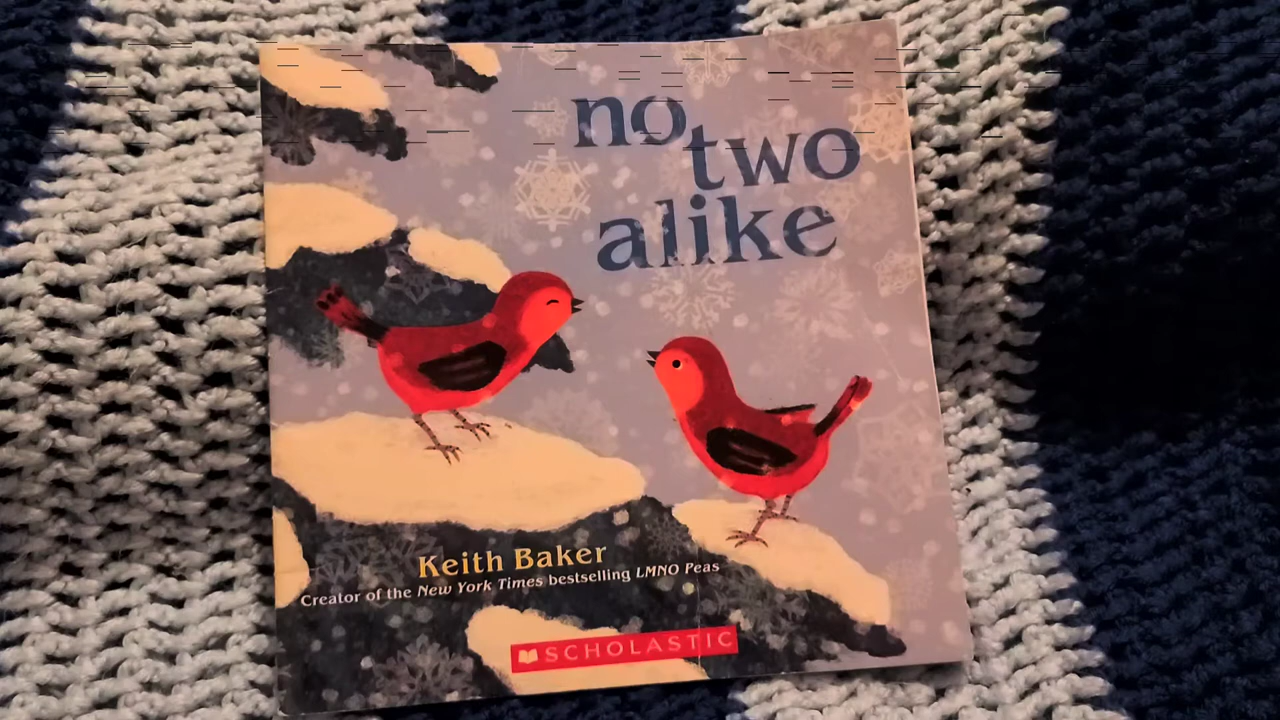 no two
alike
Keith Baker
Creator of the New York Times bestselling LMNO Peas
SCHOLASTIC